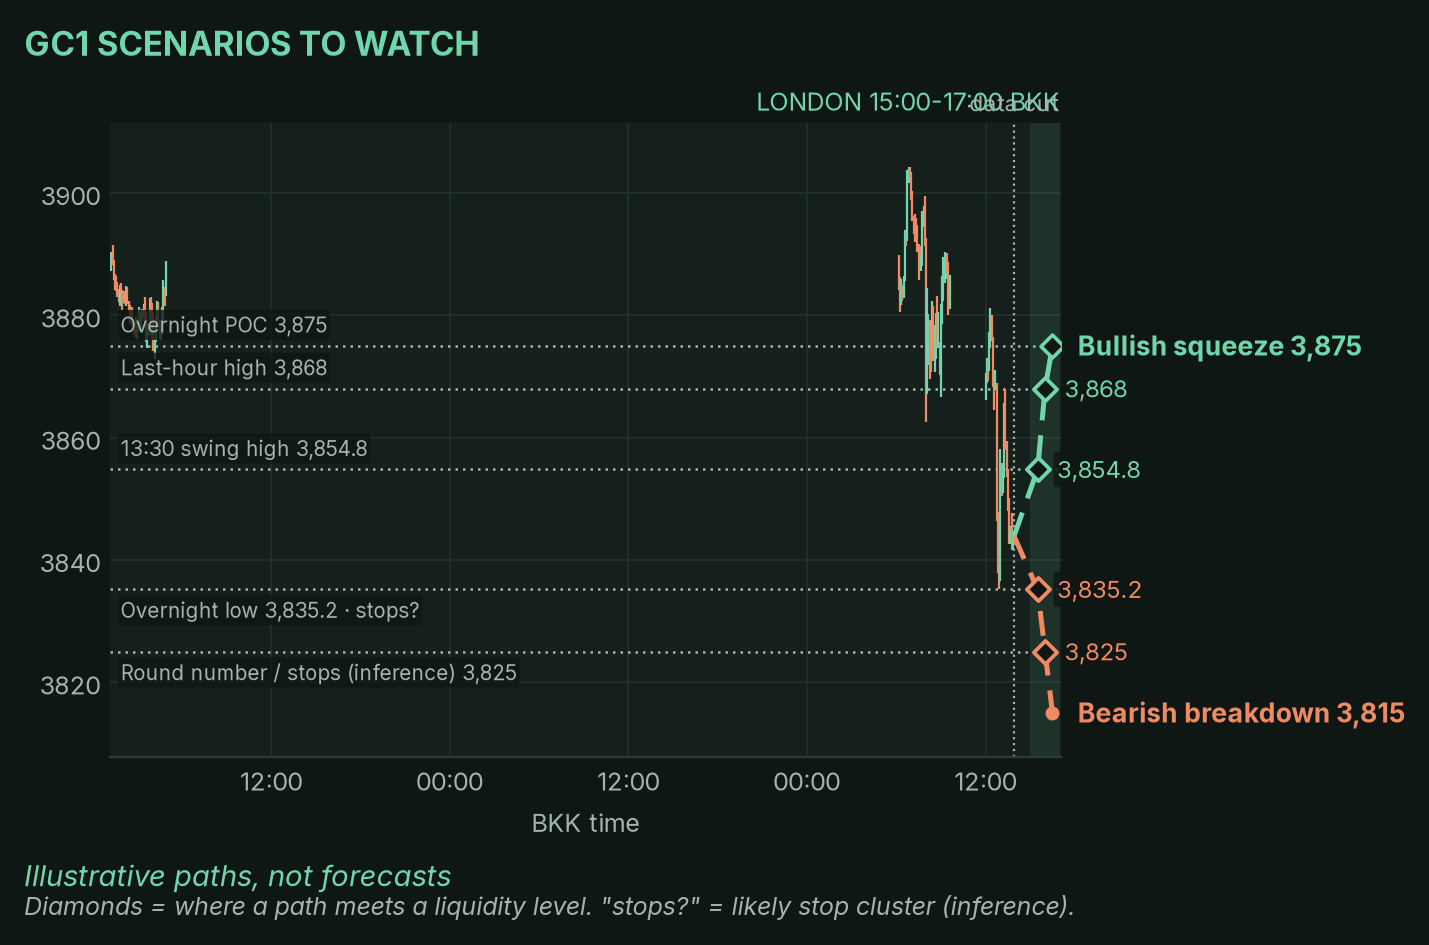 GC1 SCENARIOS TO WATCH
LONDON 15:00-17:00 BKK
data cut
3900
3880
3860
3840
3820
Overnight POC 3,875
Last-hour high 3,868
13:30 swing high 3,854.8
Overnight low 3,835.2 · stops?
Round number / stops (inference) 3,825
Bullish squeeze 3,875
3,868
3,854.8
3,835.2
3,825
Bearish breakdown 3,815
12:00 00:00 12:00 00:00 12:00
BKK time
Illustrative paths, not forecasts
Diamonds = where a path meets a liquidity level. "stops?" = likely stop cluster (inference).